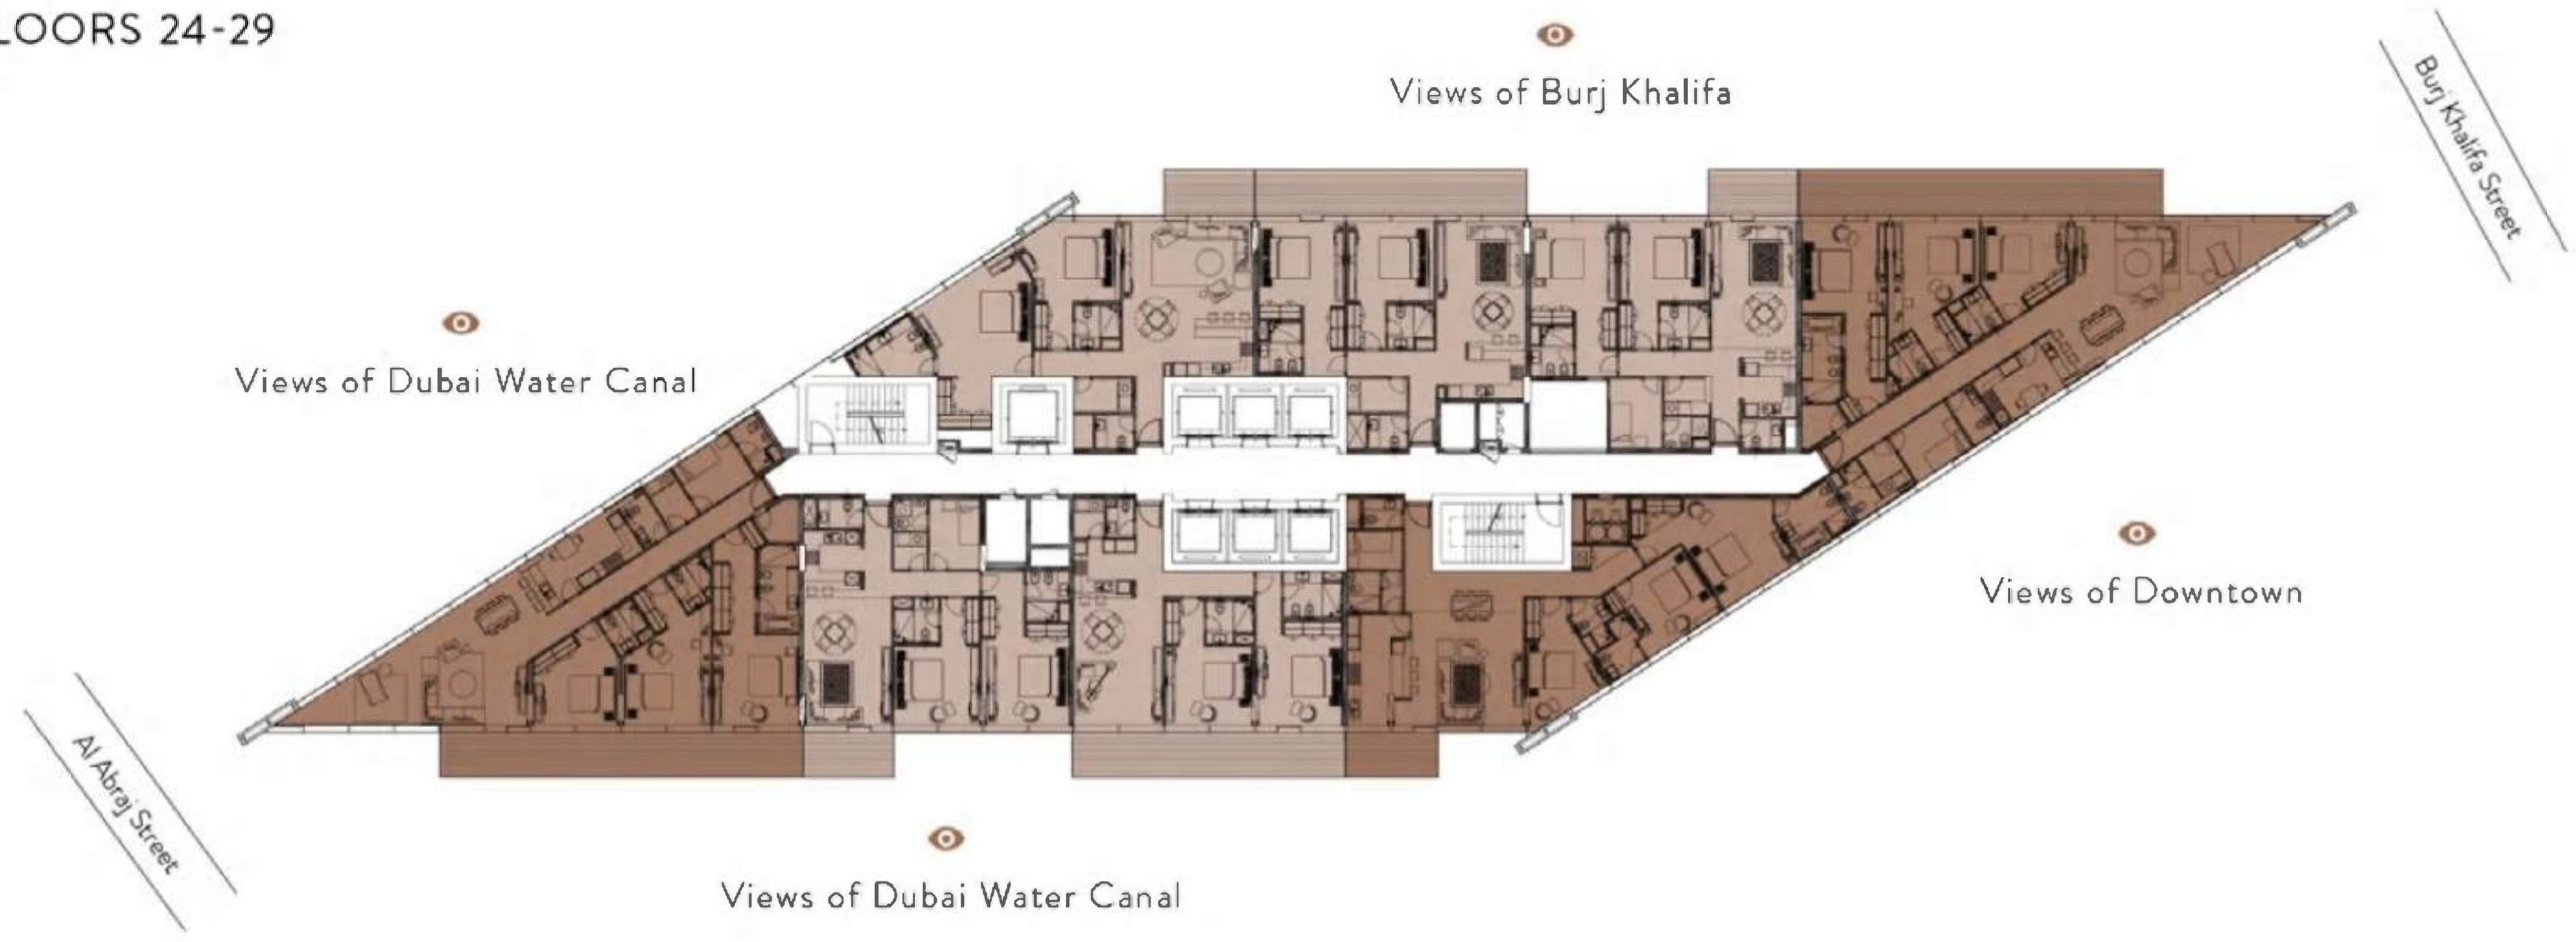 LOORS 24-29
Views of Burj Khalifa
Burj Khalifa Street
Views of Dubai Water Canal
Views of Downtown
Al Abraj Street
Views of Dubai Water Canal